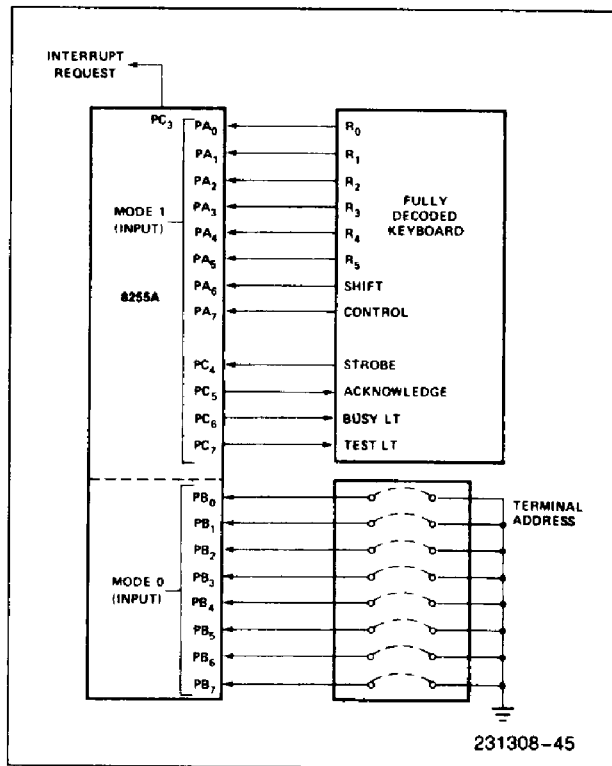 INTERRUPT
REQUEST
PC3
PA0
R0
PA1
R1
PA2
R2
MODE 1
(INPUT)
PA3
R3
FULLY
DECODED
KEYBOARD
PA4
R4
PA5
R5
8255A
PA6
SHIFT
PA7
CONTROL
PC4
STROBE
PC5
ACKNOWLEDGE
PC6
BUSY LT
PC7
TEST LT
PB0
TERMINAL
ADDRESS
PB1
PB2
MODE 0
(INPUT)
PB3
PB4
PB5
PB6
PB7
231308-45